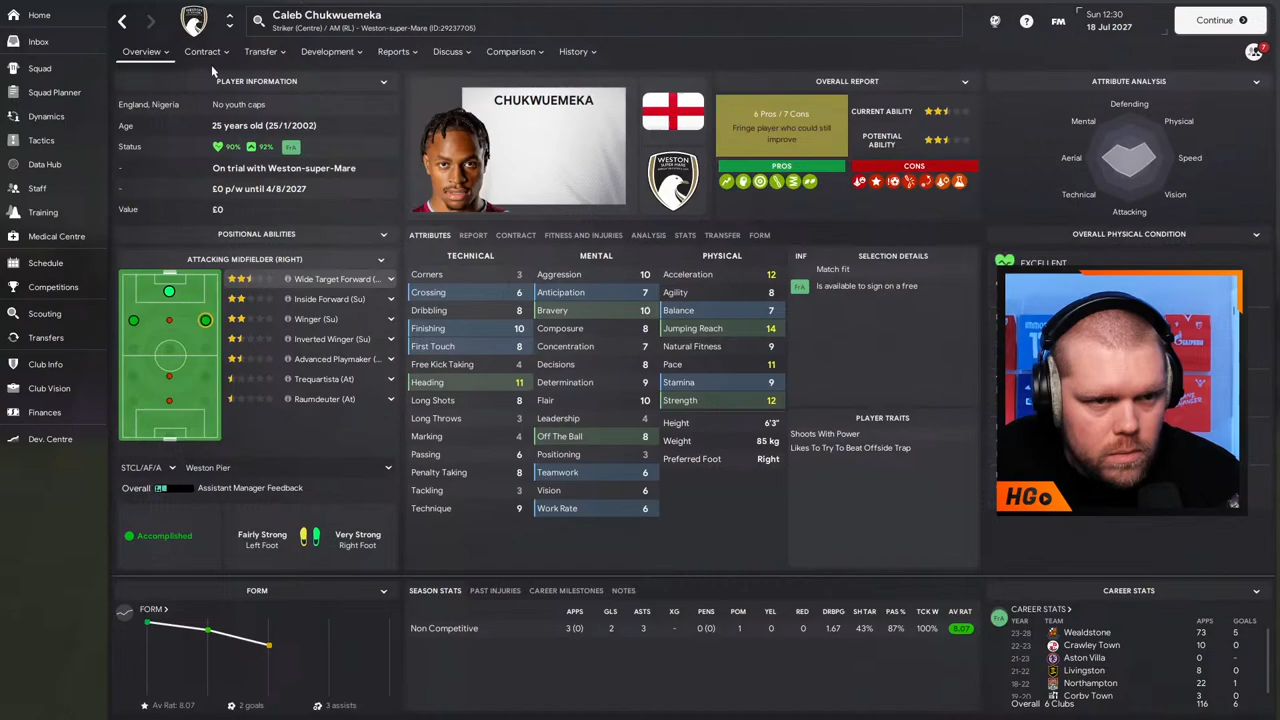 Home
Inbox
Squad
Squad Planner
Dynamics
Tactics
Data Hub
Staff
Training
Medical Centre
Schedule
Competitions
Scouting
Transfers
Club Info
Club Vision
Finances
Dev. Centre
Caleb Chukwuemeka
Striker (Centre) / AM (RL) - Weston-super-Mare (ID:29237705)
FM
Sun 12:30
18 Jul 2027
Continue
7
Overview
Contract
Transfer
Development
Reports
Discuss
Comparison
History
PLAYER INFORMATION
England, Nigeria No youth caps
Age 25 years old (25/1/2002)
Status 90% 92% FrA
- On trial with Weston-super-Mare
- £0 p/w until 4/8/2027
Value £0
POSITIONAL ABILITIES
ATTACKING MIDFIELDER (RIGHT)
Wide Target Forward (...
Inside Forward (Su)
Winger (Su)
Inverted Winger (Su)
Advanced Playmaker (...
Trequartista (At)
Raumdeuter (At)
STCL/AF/A Weston Pier
Overall Assistant Manager Feedback
Accomplished
Fairly Strong
Left Foot
Very Strong
Right Foot
CHUKWUEMEKA
OVERALL REPORT
6 Pros / 7 Cons
Fringe player who could still
improve
CURRENT ABILITY
POTENTIAL
ABILITY
PROS CONS
ATTRIBUTES REPORT CONTRACT FITNESS AND INJURIES ANALYSIS STATS TRANSFER FORM
TECHNICAL
Corners 3
Crossing 6
Dribbling 8
Finishing 10
First Touch 8
Free Kick Taking 4
Heading 11
Long Shots 8
Long Throws 3
Marking 4
Passing 6
Penalty Taking 8
Tackling 3
Technique 9
MENTAL
Aggression 10
Anticipation 7
Bravery 10
Composure 8
Concentration 7
Decisions 8
Determination 9
Flair 10
Leadership 4
Off The Ball 8
Positioning 3
Teamwork 6
Vision 6
Work Rate 6
PHYSICAL
Acceleration 12
Agility 8
Balance 7
Jumping Reach 14
Natural Fitness 9
Pace 11
Stamina 9
Strength 12
Height 6'3"
Weight 85 kg
Preferred Foot Right
INF SELECTION DETAILS
Match fit
FrA Is available to sign on a free
PLAYER TRAITS
Shoots With Power
Likes To Try To Beat Offside Trap
ATTRIBUTE ANALYSIS
Defending
Mental Physical
Aerial Speed
Technical Vision
Attacking
OVERALL PHYSICAL CONDITION
EXCELLENT
HGo
FORM
FORM
Av Rat: 8.07 2 goals 3 assists
SEASON STATS PAST INJURIES CAREER MILESTONES NOTES
APPS GLS ASTS XG PENS POM YEL RED DRBPG SH TAR PAS % TCK W AV RAT
Non Competitive 3 (0) 2 3 - 0 (0) 1 0 0 1.67 43% 87% 100% 8.07
CAREER STATS
FrA CAREER STATS
YEAR TEAM APPS GOALS
23-28 Wealdstone 73 5
22-23 Crawley Town 10 0
21-23 Aston Villa 0 -
21-22 Livingston 8 0
18-22 Northampton 22 1
19-20 Corby Town 3 0
Overall 6 Clubs 116 6